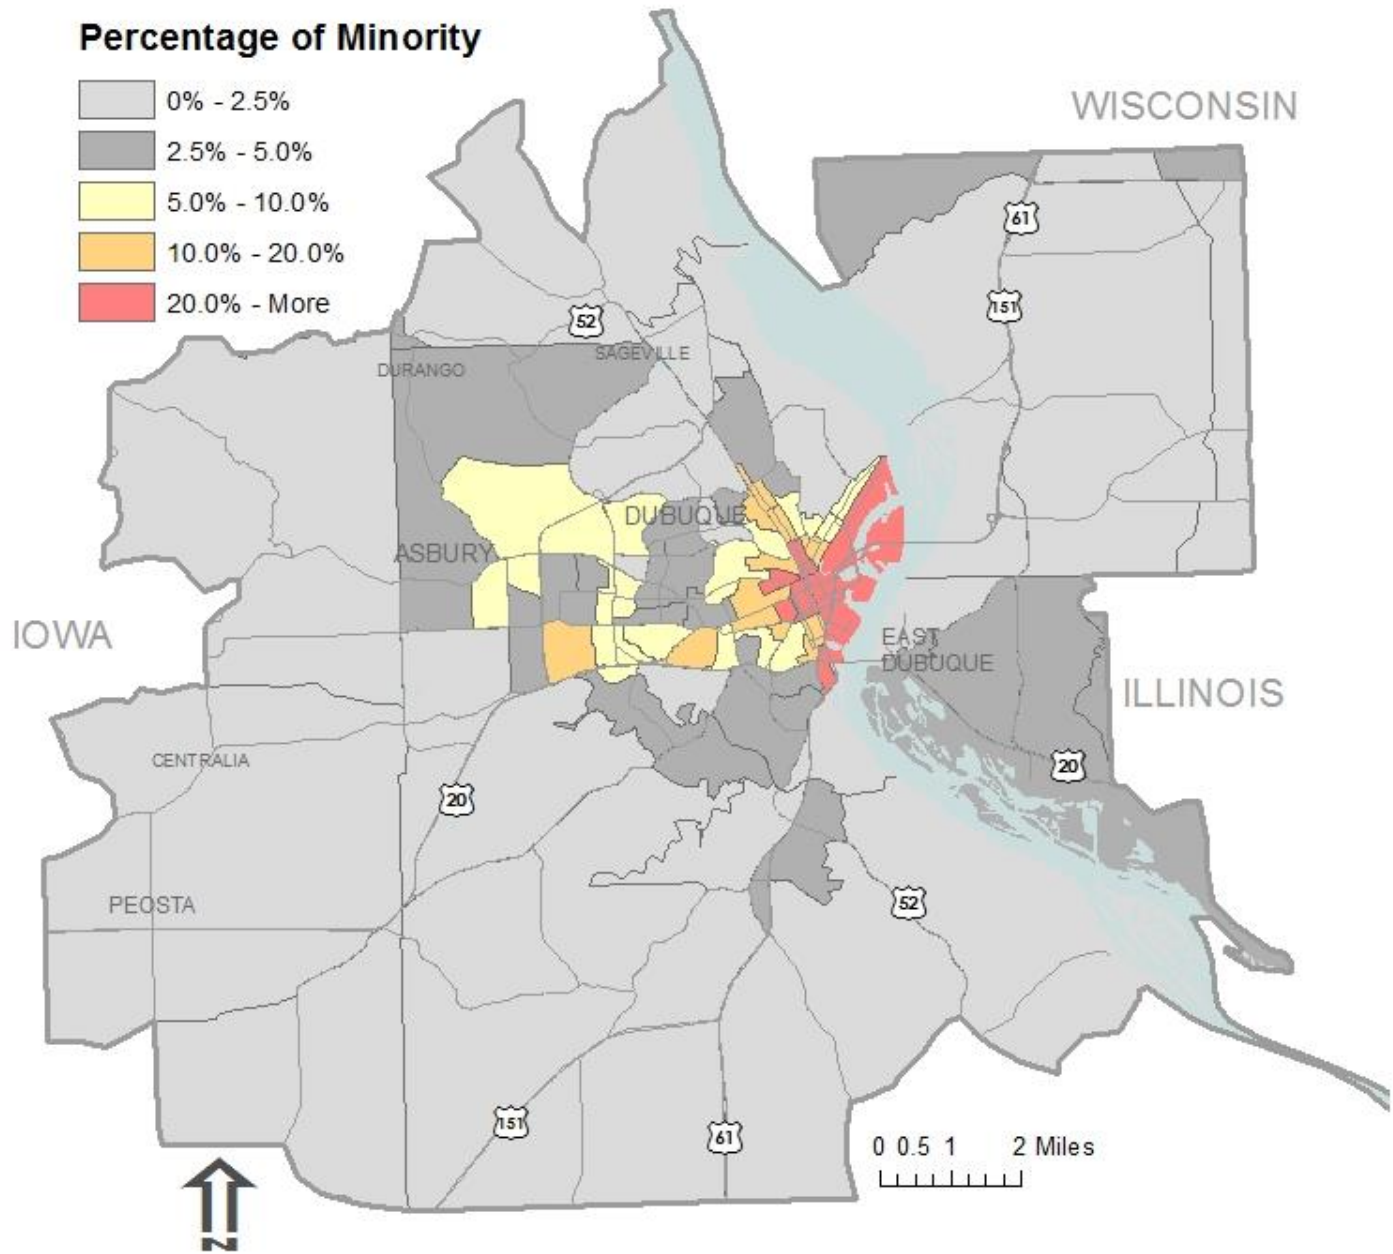 Percentage of Minority
0% - 2.5%
2.5% - 5.0%
5.0% - 10.0%
10.0% - 20.0%
20.0% - More
WISCONSIN
61
151
52
SAGEVILLE
DURANGO
DUBUQUE
ASBURY
IOWA
EAST
DUBUQUE
ILLINOIS
CENTRALIA
20
20
PEOSTA
52
151
61
0 0.5 1 2 Miles
N